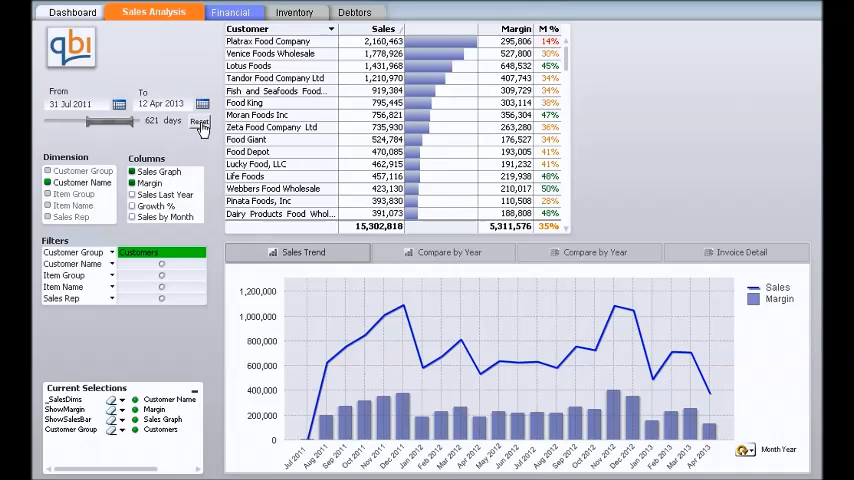 Dashboard Sales Analysis Financial Inventory Debtors
qbi
From To
31 Jul 2011 12 Apr 2013
621 days Reset
Dimension
Customer Group
Customer Name
Item Group
Item Name
Sales Rep
Columns
Sales Graph
Margin
Sales Last Year
Growth %
Sales by Month
Filters
Customer Group Customers
Customer Name
Item Group
Item Name
Sales Rep
Current Selections
_SalesDims Customer Name
ShowMargin Margin
ShowSalesBar Sales Graph
Customer Group Customers
Customer Sales Margin M %
Platrax Food Company 2,160,463 295,806 14%
Venice Foods Wholesale 1,778,926 527,800 30%
Lotus Foods 1,431,968 648,532 45%
Tandor Food Company Ltd 1,210,970 407,743 34%
Fish and Seafoods Food... 919,384 309,729 34%
Food King 795,445 303,114 38%
Moran Foods Inc 756,821 356,304 47%
Zeta Food Company Ltd 735,930 263,280 36%
Food Giant 524,784 176,527 34%
Food Depot 470,085 193,005 41%
Lucky Food, LLC 462,915 191,232 41%
Life Foods 457,116 219,938 48%
Webbers Food Wholesale 423,130 210,017 50%
Pinata Foods, Inc 393,830 110,508 28%
Dairy Products Food Whol... 391,073 188,808 48%
15,302,818 5,311,576 35%
Sales Trend Compare by Year Compare by Year Invoice Detail
1,200,000
1,000,000
800,000
600,000
400,000
200,000
0
Jul 2011 Aug 2011 Sep 2011 Oct 2011 Nov 2011 Dec 2011 Jan 2012 Feb 2012 Mar 2012 Apr 2012 May 2012 Jun 2012 Jul 2012 Aug 2012 Sep 2012 Oct 2012 Nov 2012 Dec 2012 Jan 2013 Feb 2013 Mar 2013 Apr 2013
Sales
Margin
Month Year